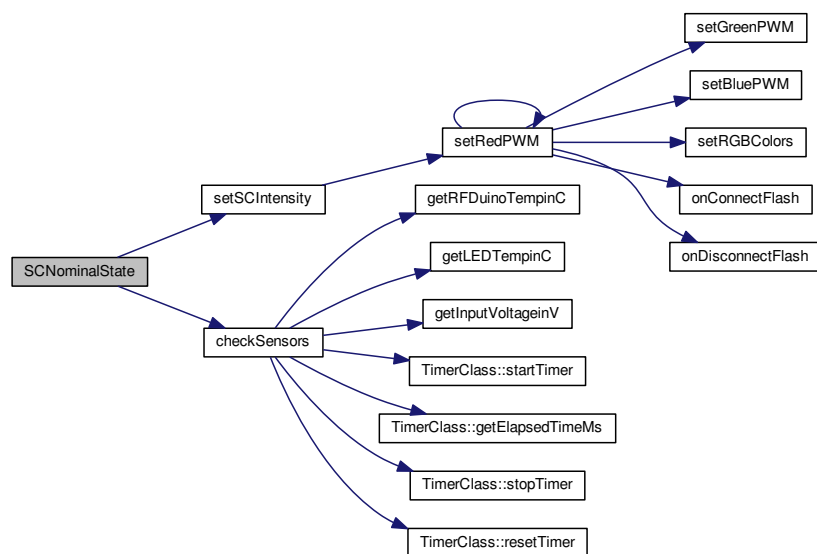 setGreenPWM
setBluePWM
setRedPWM
setRGBColors
setSCIntensity
getRFDuinoTempinC
onConnectFlash
getLEDTempinC
onDisconnectFlash
SCNominalState
getInputVoltageinV
checkSensors
TimerClass::startTimer
TimerClass::getElapsedTimeMs
TimerClass::stopTimer
TimerClass::resetTimer